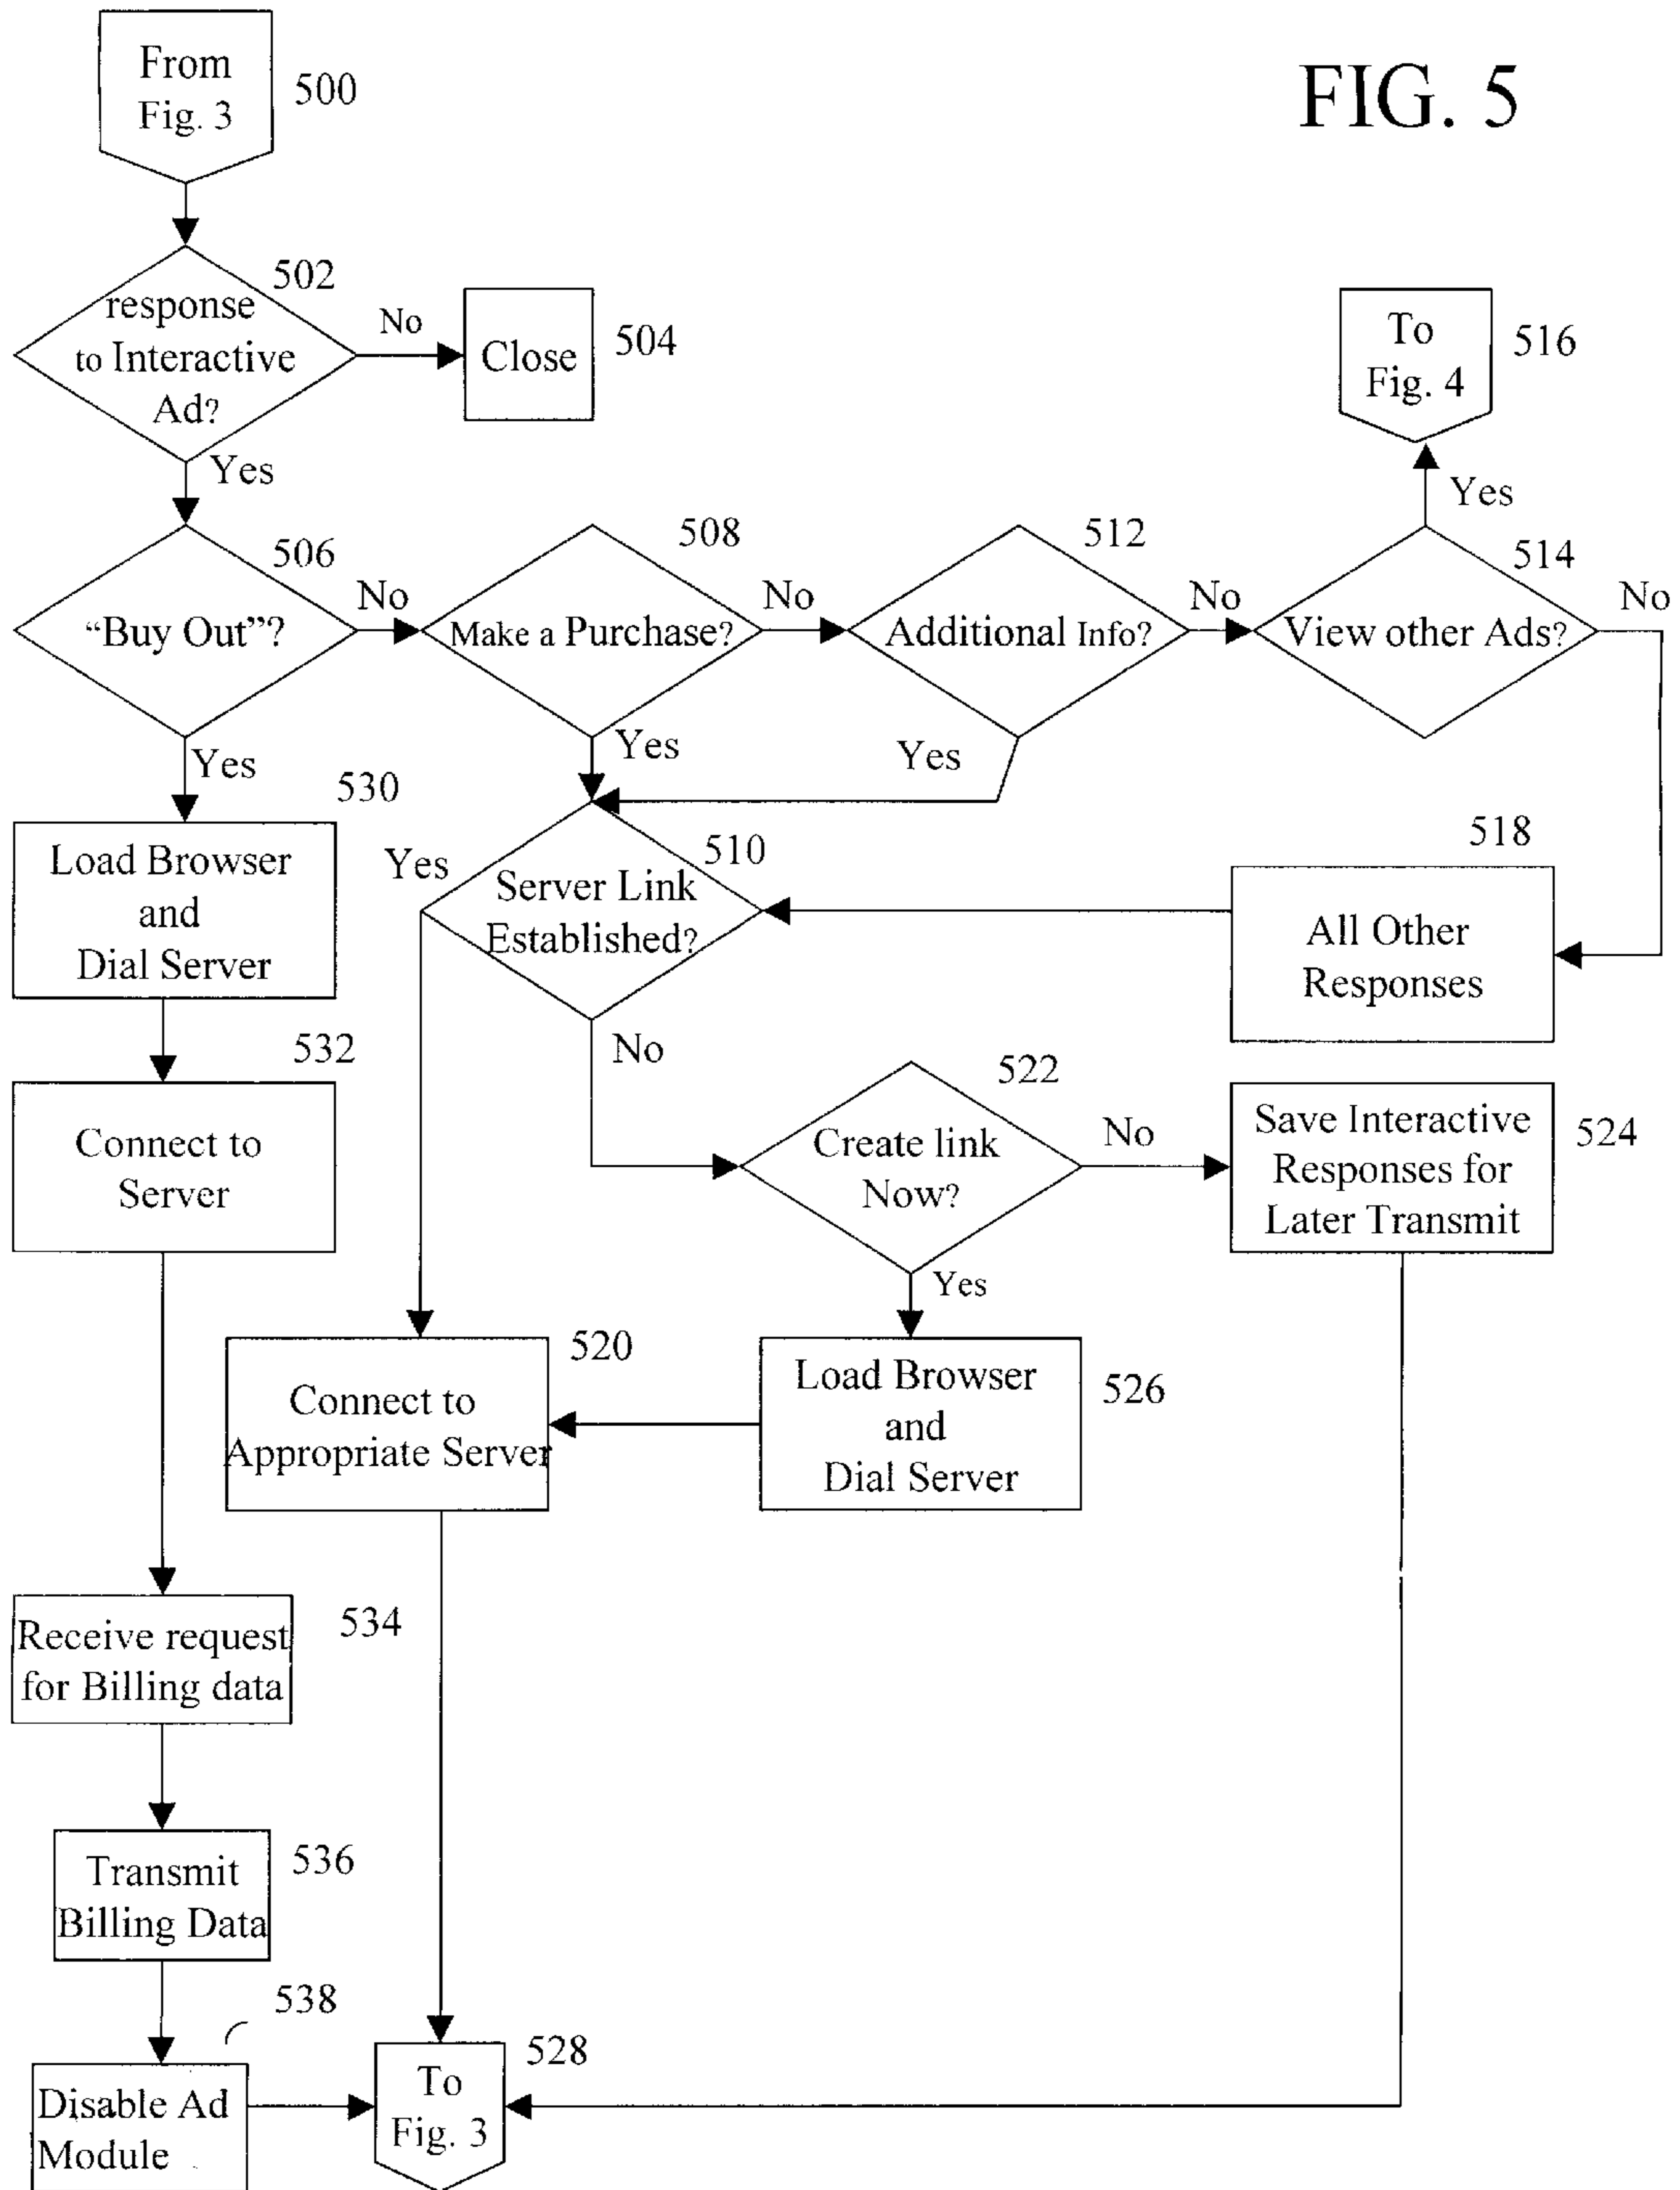 FIG. 5
From
Fig. 3
500
502
response
to Interactive
Ad?
No
Close
504
To
Fig. 4
516
Yes
Yes
506
"Buy Out"?
No
508
Make a Purchase?
No
512
Additional Info?
No
514
View other Ads?
No
Yes
Yes
Yes
530
Load Browser
and
Dial Server
Yes
510
Server Link
Established?
518
All Other
Responses
No
532
Connect to
Server
522
Create link
Now?
No
Save Interactive
Responses for
Later Transmit
524
Yes
520
Connect to
Appropriate Server
Load Browser
and
Dial Server
526
Receive request
for Billing data
534
Transmit
Billing Data
536
538
Disable Ad
Module
To
Fig. 3
528